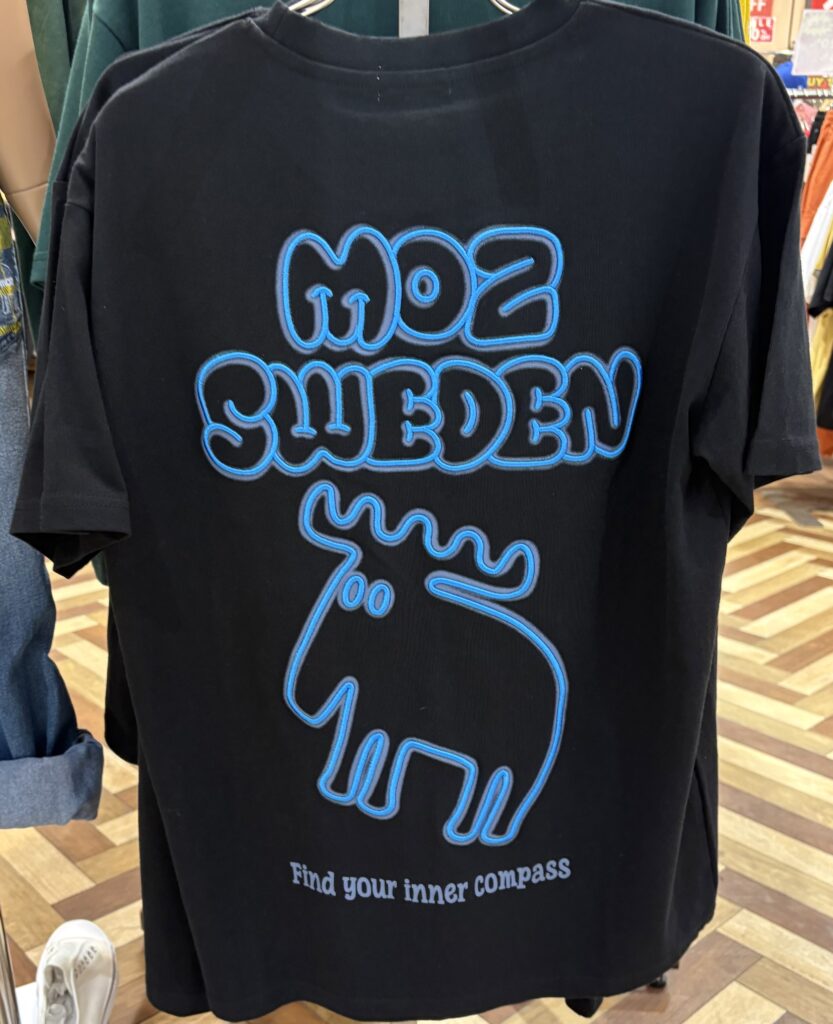 MOZ
SWEDEN
Find your inner compass